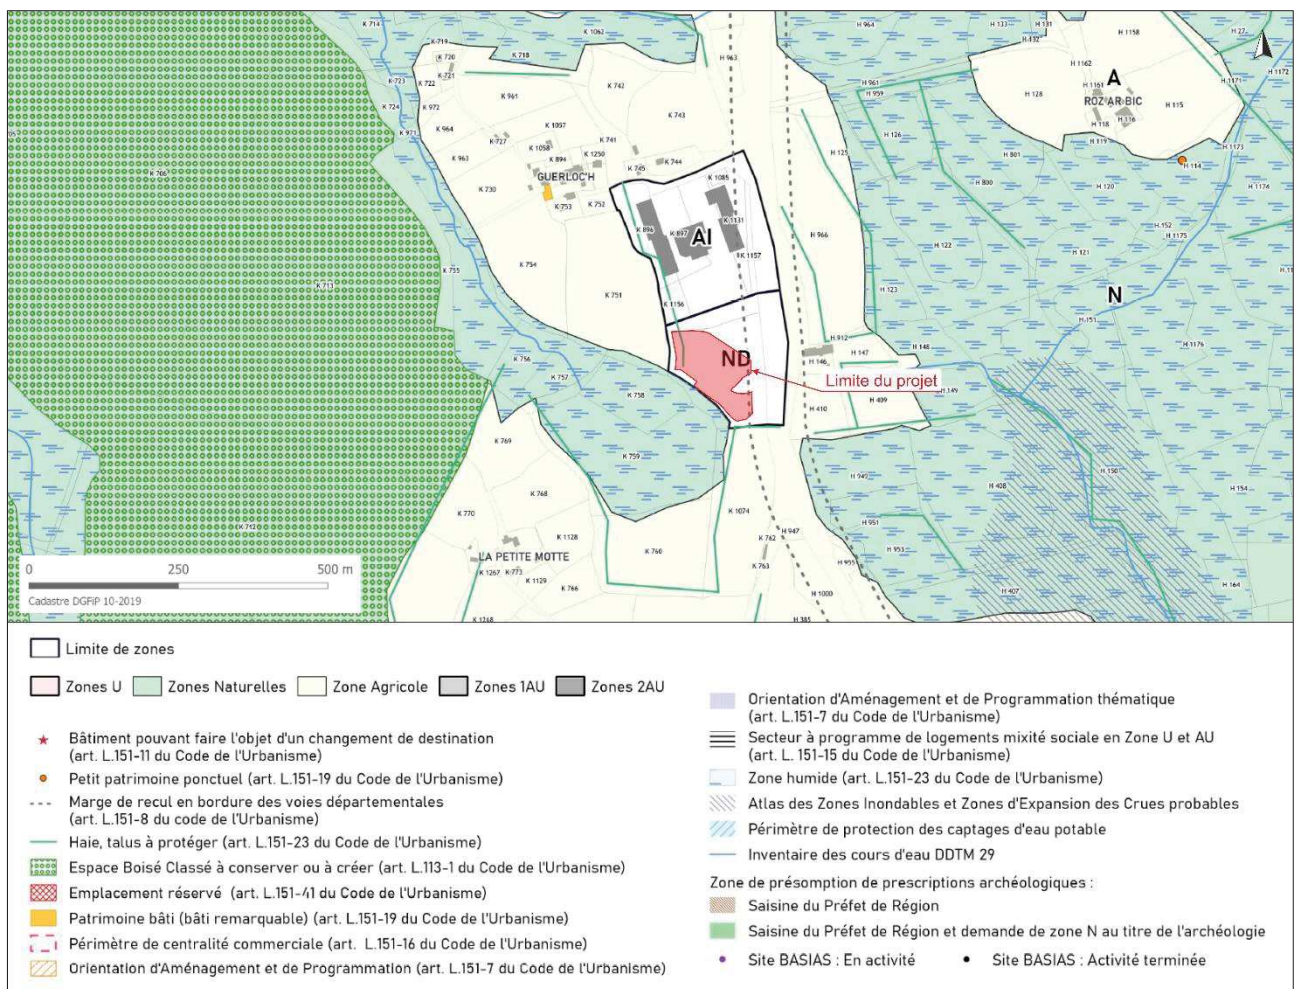 K 714
K 1062
H 963
H 964
H 133
H 131
H 132
H 1158
H 27
K 719
K 720
K 718
K 721
K 723
K 722
K 742
H 961
H 959
H 1162
A
H 1161
ROZ AR BIC
H 1171
H 1172
K 724
K 972
K 961
K 743
H 128
H 115
H 118
H 116
K 971
K 964
K 1057
K 727
K 741
H 126
H 119
H 1173
K 963
K 1058
K 894
K 1250
K 744
K 745
H 125
H 801
H 114
K 706
GUERLOC'H
K 1085
H 800
H 120
H 1174
K 730
K 753
K 752
K 1131
H 152
H 1175
K 896
K 897
AI
H 966
H 122
H 121
K 754
K 1157
K 755
K 713
K 751
H 123
N
K 1156
H 151
H 912
H 148
H 1176
K 756
ND
H 146
H 147
K 757
Limite du projet
H 149
K 758
H 410
H 409
K 769
K 759
H 949
H 408
H 150
H 154
K 768
K 770
K 1074
H 951
K 712
K 1128
K 762
H 947
LA PETITE MOTTE
K 760
H 953
K 1267
K 773
K 1129
K 766
K 763
H 955
H 407
H 164
H 1000
K 1268
H 385
0 250 500 m
Cadastre DGFiP 10-2019
Limite de zones
Zones U
Zones Naturelles
Zone Agricole
Zones 1AU
Zones 2AU
Bâtiment pouvant faire l'objet d'un changement de destination
(art. L.151-11 du Code de l'Urbanisme)
Petit patrimoine ponctuel (art. L.151-19 du Code de l'Urbanisme)
Marge de recul en bordure des voies départementales
(art. L.151-8 du code de l'Urbanisme)
Haie, talus à protéger (art. L.151-23 du Code de l'Urbanisme)
Espace Boisé Classé à conserver ou à créer (art. L.113-1 du Code de l'Urbanisme)
Emplacement réservé (art. L.151-41 du Code de l'Urbanisme)
Patrimoine bâti (bâti remarquable) (art. L.151-19 du Code de l'Urbanisme)
Périmètre de centralité commerciale (art. L.151-16 du Code de l'Urbanisme)
Orientation d'Aménagement et de Programmation (art. L.151-7 du Code de l'Urbanisme)
Orientation d'Aménagement et de Programmation thématique
(art. L.151-7 du Code de l'Urbanisme)
Secteur à programme de logements mixité sociale en Zone U et AU
(art. L. 151-15 du Code de l'Urbanisme)
Zone humide (art. L.151-23 du Code de l'Urbanisme)
Atlas des Zones Inondables et Zones d'Expansion des Crues probables
Périmètre de protection des captages d'eau potable
Inventaire des cours d'eau DDTM 29
Zone de présomption de prescriptions archéologiques :
Saisine du Préfet de Région
Saisine du Préfet de Région et demande de zone N au titre de l'archéologie
Site BASIAS : En activité
Site BASIAS : Activité terminée